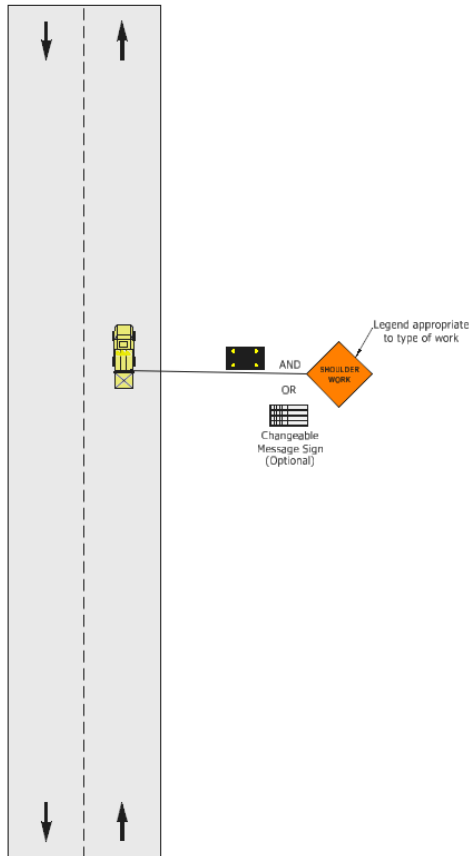 Legend appropriate
to type of work
AND
SHOULDER
WORK
OR
Changeable
Message Sign
(Optional)